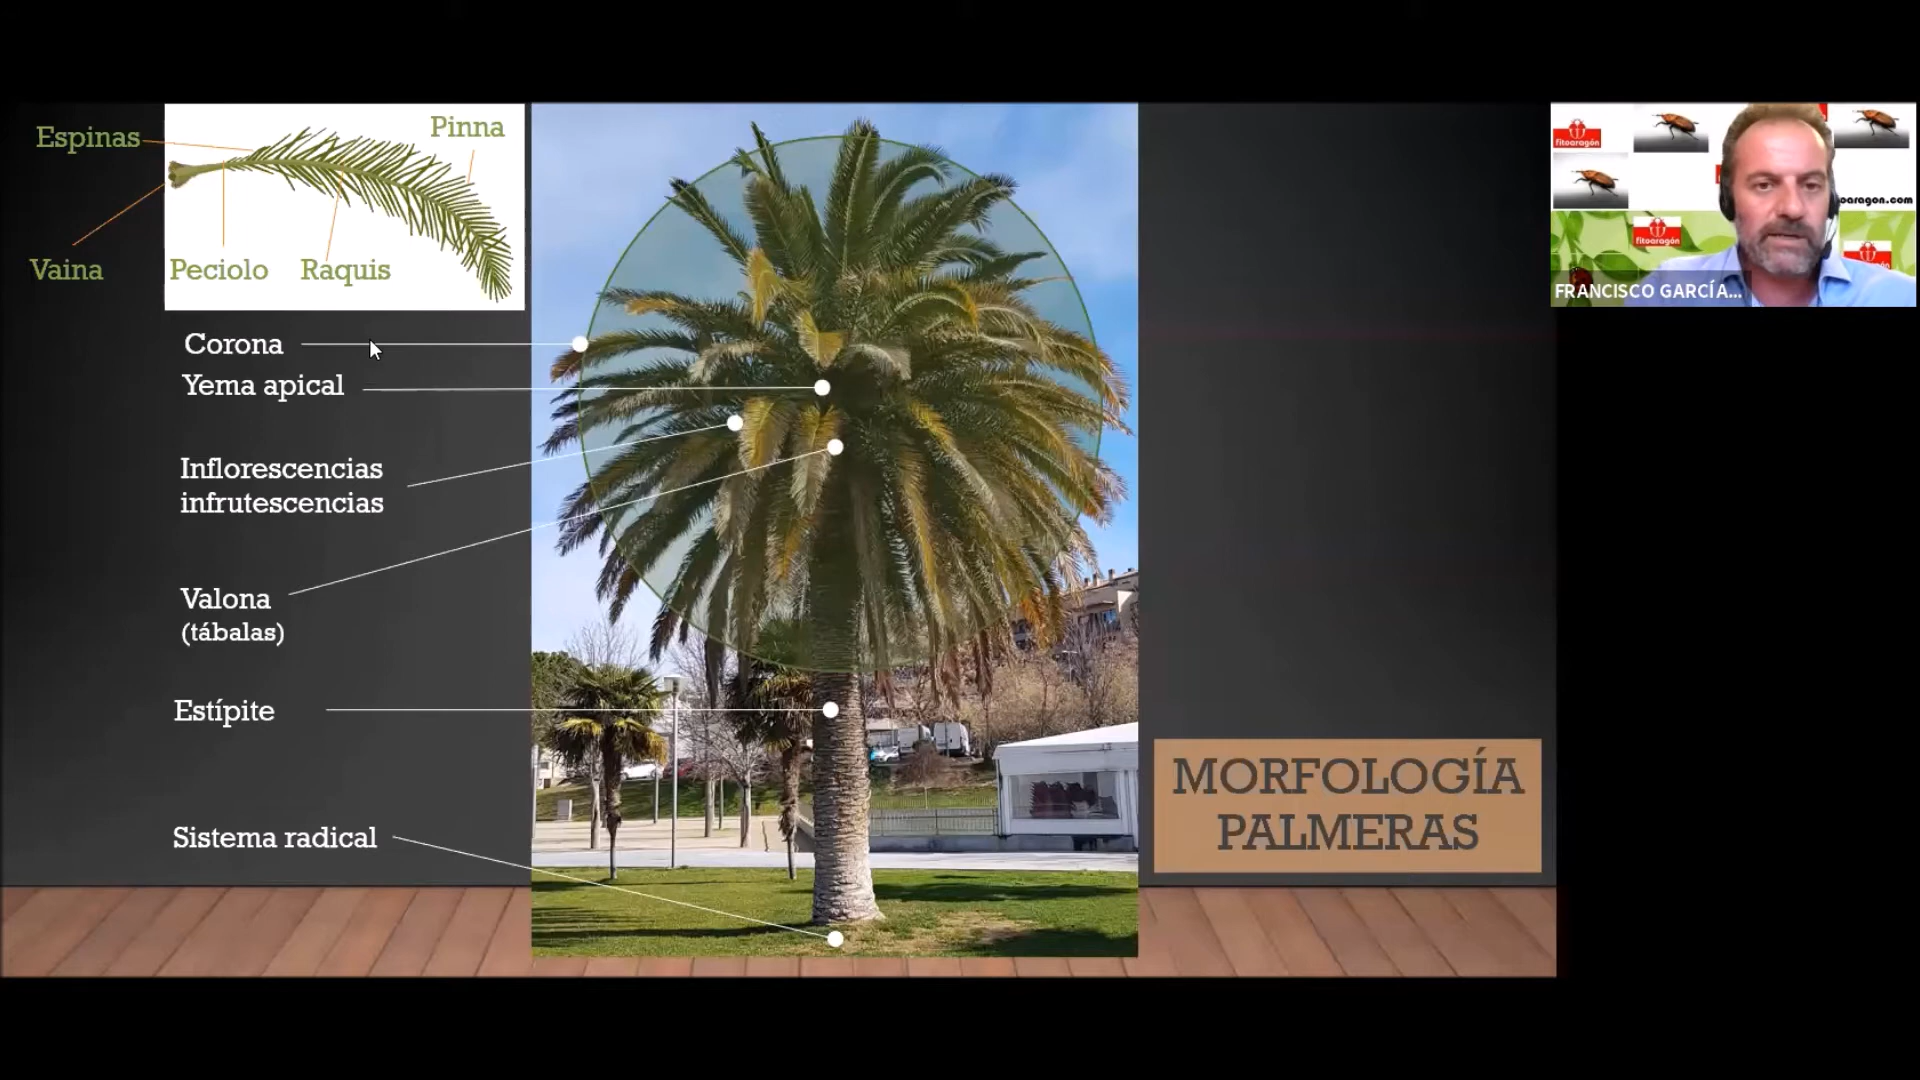 Espinas
Pinna
Vaina
Peciolo
Raquis
Corona
Yema apical
Inflorescencias
infrutescencias
Valona
(tábalas)
Estípite
Sistema radical
MORFOLOGÍA
PALMERAS
fitoaragón
oaragon.com
fitoaragón
FRANCISCO GARCÍA...